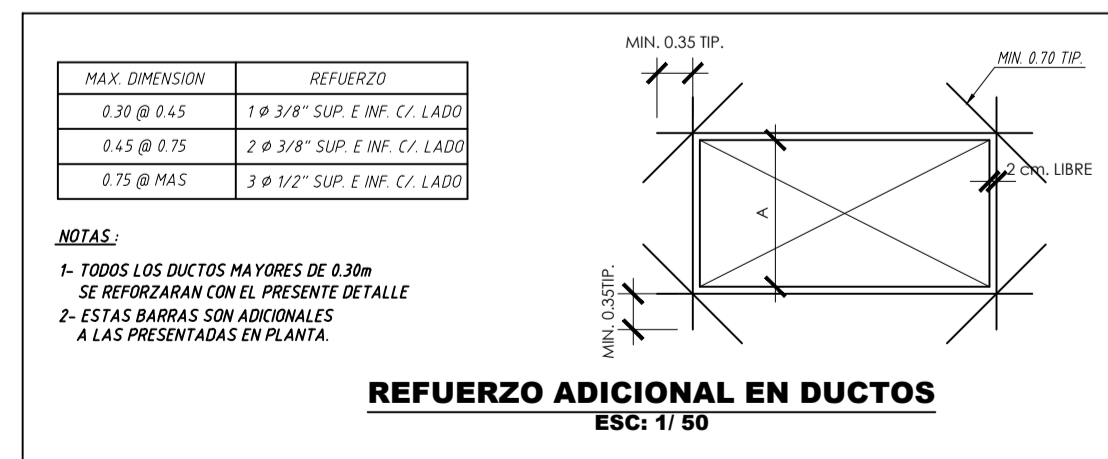 MAX. DIMENSION REFUERZO
0.30 @ 0.45 1 Ø 3/8" SUP. E INF. C/. LADO
0.45 @ 0.75 2 Ø 3/8" SUP. E INF. C/. LADO
0.75 @ MAS 3 Ø 1/2" SUP. E INF. C/. LADO
NOTAS :
1- TODOS LOS DUCTOS MAYORES DE 0.30m
SE REFORZARAN CON EL PRESENTE DETALLE
2- ESTAS BARRAS SON ADICIONALES
A LAS PRESENTADAS EN PLANTA.
MIN. 0.35 TIP.
MIN. 0.70 TIP.
2 cm. LIBRE
A
MIN. 0.35TIP.
REFUERZO ADICIONAL EN DUCTOS
ESC: 1/ 50